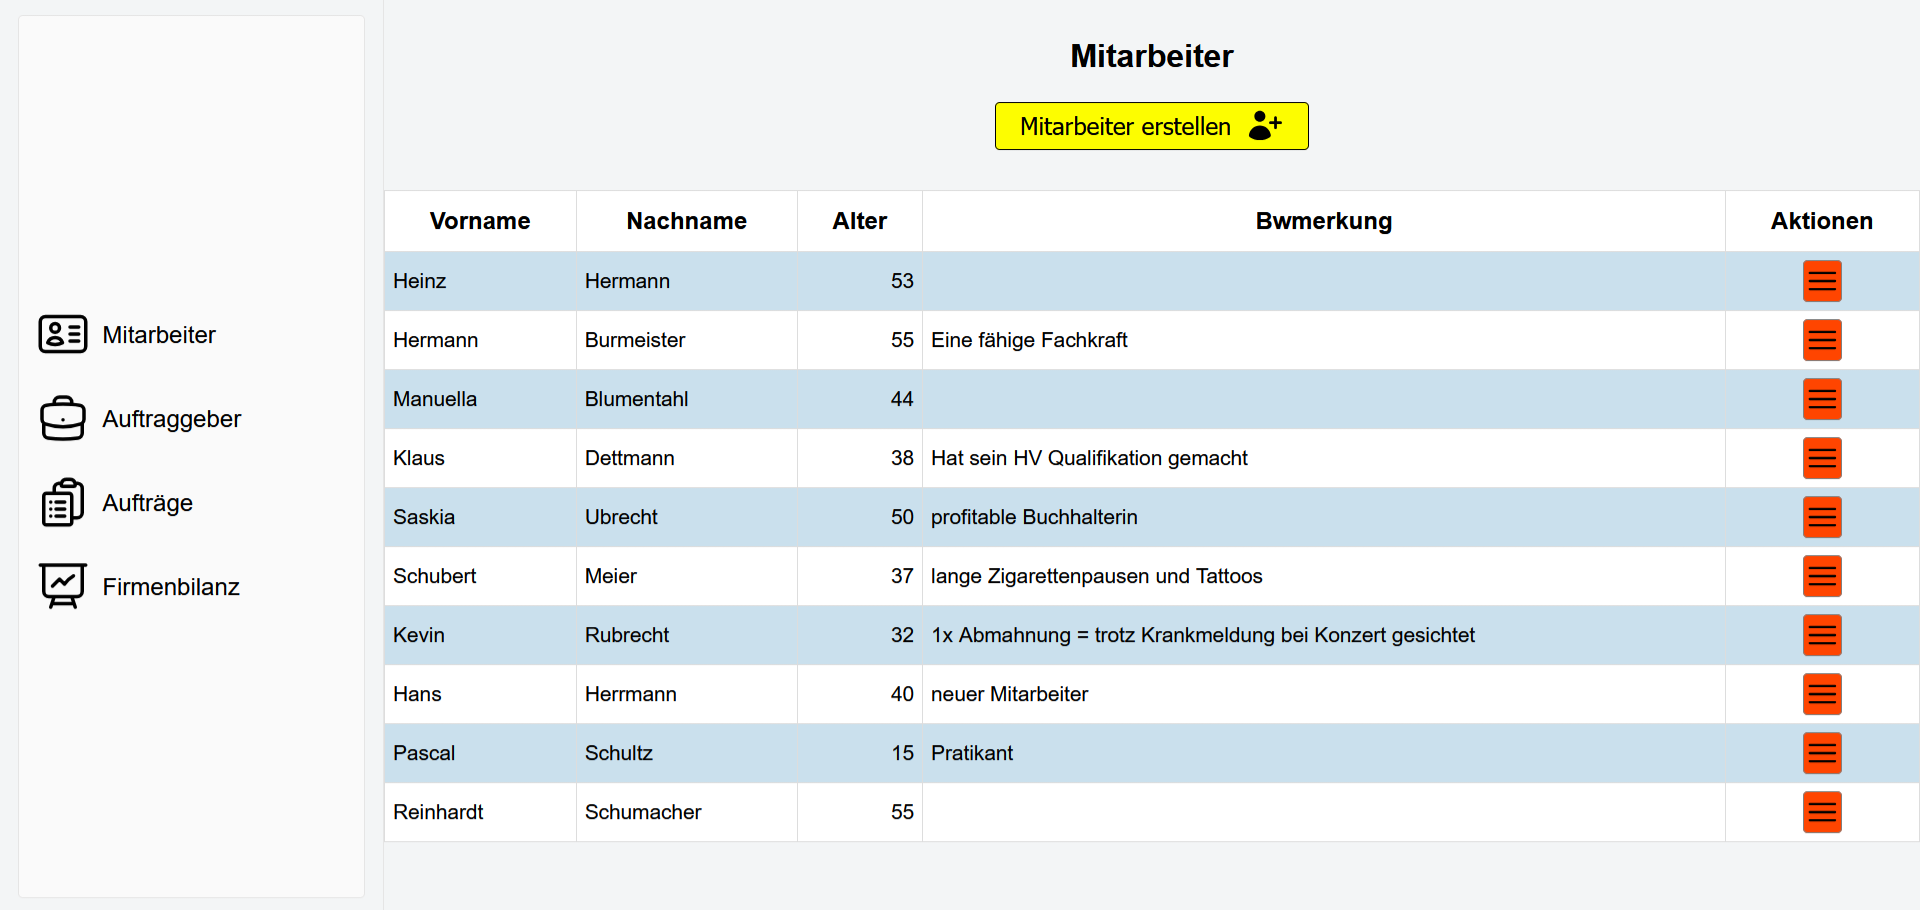 Mitarbeiter
Auftraggeber
Aufträge
Firmenbilanz
Mitarbeiter
Mitarbeiter erstellen
Vorname Nachname Alter Bwmerkung Aktionen
Heinz Hermann 53
Hermann Burmeister 55 Eine fähige Fachkraft
Manuella Blumentahl 44
Klaus Dettmann 38 Hat sein HV Qualifikation gemacht
Saskia Ubrecht 50 profitable Buchhalterin
Schubert Meier 37 lange Zigarettenpausen und Tattoos
Kevin Rubrecht 32 1x Abmahnung = trotz Krankmeldung bei Konzert gesichtet
Hans Herrmann 40 neuer Mitarbeiter
Pascal Schultz 15 Pratikant
Reinhardt Schumacher 55